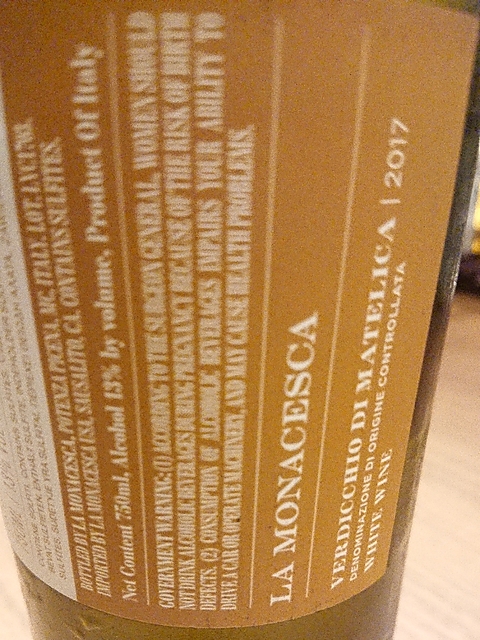 LA MONACESCA
VERDICCHIO DI MATELICA | 2017
DENOMINAZIONE DI ORIGINE CONTROLLATA
WHITE WINE
GOVERNMENT WARNING: (1) ACCORDING TO THE SURGEON GENERAL, WOMEN SHOULD
NOT DRINK ALCOHOLIC BEVERAGES DURING PREGNANCY BECAUSE OF THE RISK OF BIRTH
DEFECTS. (2) CONSUMPTION OF ALCOHOLIC BEVERAGES IMPAIRS YOUR ABILITY TO
DRIVE A CAR OR OPERATE MACHINERY, AND MAY CAUSE HEALTH PROBLEMS.
Net Content 750ml, Alcohol 13% by volume. Product Of Italy
BOTTLED BY LA MONACESCA, POTENZA PICENA, MC, ITALY.
IMPORTED BY LA MONACESCA USA, SAUSALITO, CA. CONTAINS SULFITES.